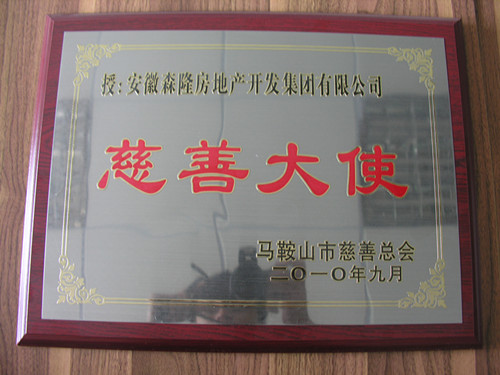 授：安徽森隆房地产开发集团有限公司
慈善大使
马鞍山市慈善总会
二〇一〇年九月